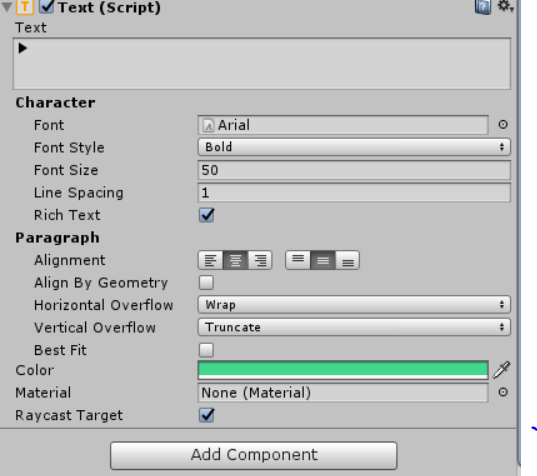 Text (Script)
Text
►
Character
Font Arial
Font Style Bold
Font Size 50
Line Spacing 1
Rich Text
Paragraph
Alignment
Align By Geometry
Horizontal Overflow Wrap
Vertical Overflow Truncate
Best Fit
Color
Material None (Material)
Raycast Target
Add Component